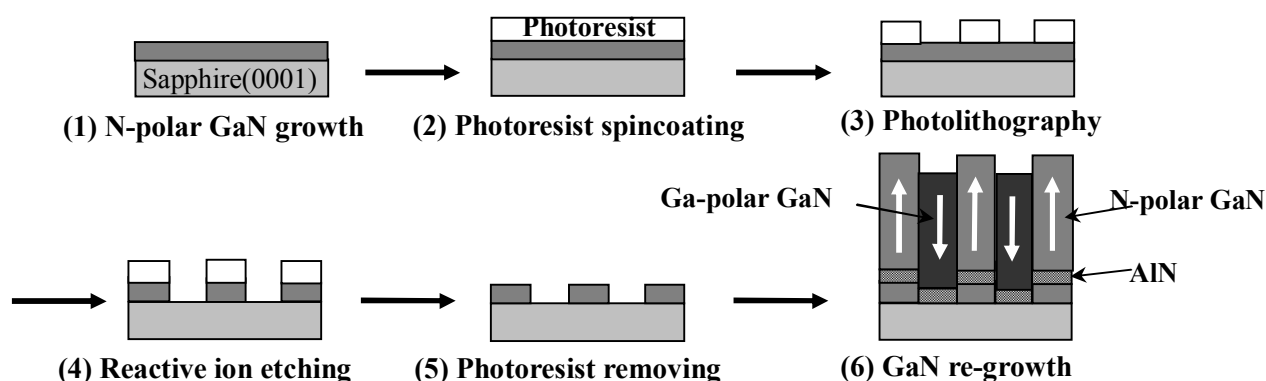 Photoresist
Sapphire(0001)
(1) N-polar GaN growth
(2) Photoresist spincoating
(3) Photolithography
Ga-polar GaN
N-polar GaN
AlN
(4) Reactive ion etching
(5) Photoresist removing
(6) GaN re-growth